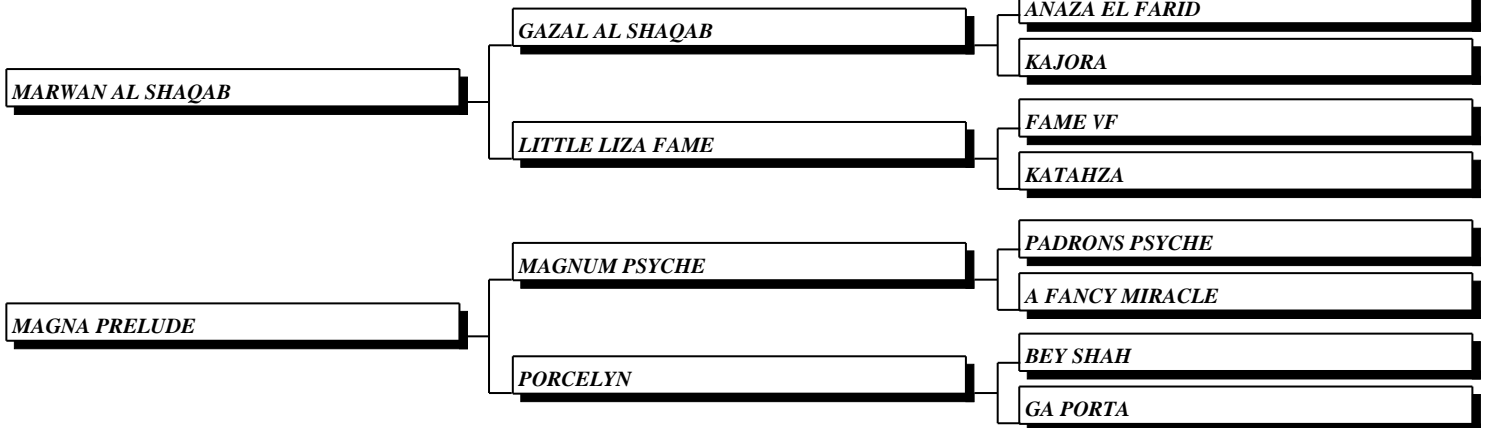 ANAZA EL FARID
GAZAL AL SHAQAB
KAJORA
MARWAN AL SHAQAB
FAME VF
LITTLE LIZA FAME
KATAHZA
PADRONS PSYCHE
MAGNUM PSYCHE
A FANCY MIRACLE
MAGNA PRELUDE
BEY SHAH
PORCELYN
GA PORTA